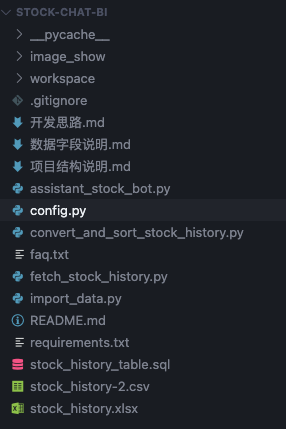 STOCK-CHAT-BI
__pycache__
image_show
workspace
.gitignore
开发思路.md
数据字段说明.md
项目结构说明.md
assistant_stock_bot.py
config.py
convert_and_sort_stock_history.py
faq.txt
fetch_stock_history.py
import_data.py
README.md
requirements.txt
stock_history_table.sql
stock_history-2.csv
stock_history.xlsx